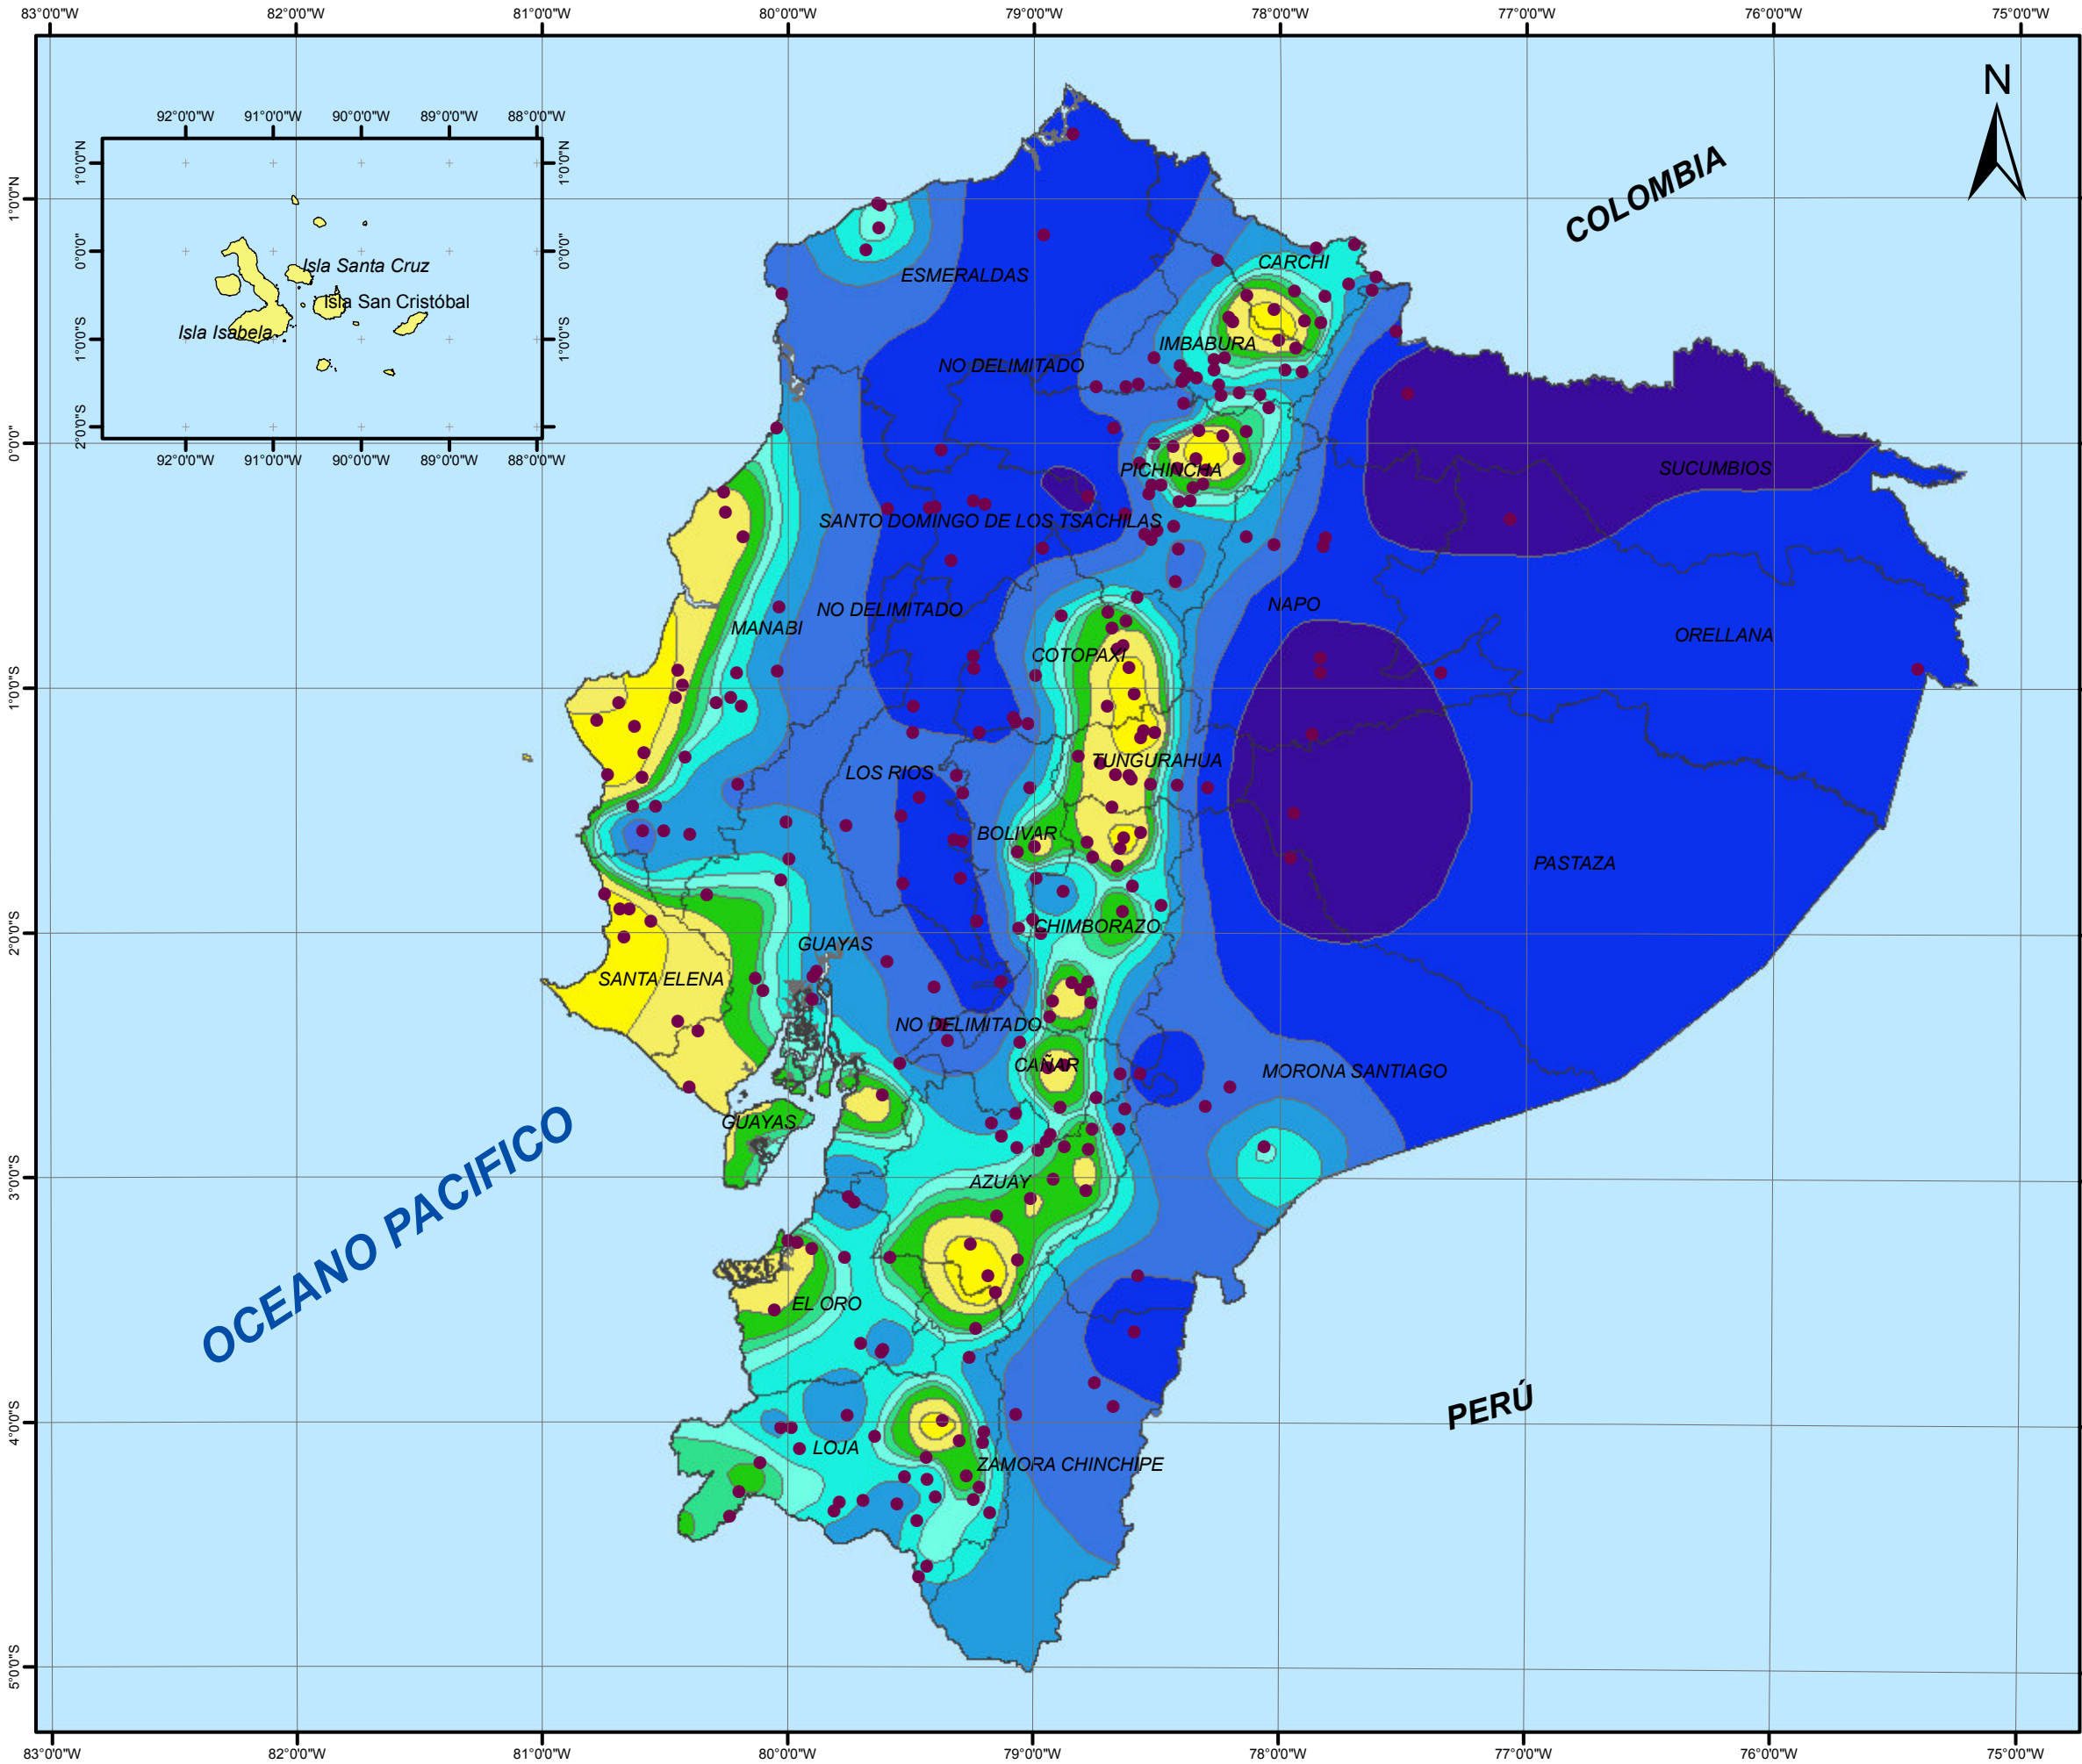 83°0'0"W 82°0'0"W 81°0'0"W 80°0'0"W 79°0'0"W 78°0'0"W 77°0'0"W 76°0'0"W 75°0'0"W
N
COLOMBIA
92°0'0"W 91°0'0"W 90°0'0"W 89°0'0"W 88°0'0"W
1°0'0"N
0°0'0"
1°0'0"S
2°0'0"S
1°0'0"N
0°0'0"
1°0'0"S
Isla Santa Cruz
Isla San Cristóbal
Isla Isabela
92°0'0"W 91°0'0"W 90°0'0"W 89°0'0"W 88°0'0"W
1°0'0"N
0°0'0"
1°0'0"S
2°0'0"S
3°0'0"S
4°0'0"S
5°0'0"S
CARCHI
ESMERALDAS
IMBABURA
NO DELIMITADO
SUCUMBIOS
PICHINCHA
SANTO DOMINGO DE LOS TSACHILAS
NAPO
NO DELIMITADO
MANABI
ORELLANA
COTOPAXI
TUNGURAHUA
LOS RIOS
BOLIVAR
PASTAZA
CHIMBORAZO
GUAYAS
SANTA ELENA
NO DELIMITADO
CAÑAR
MORONA SANTIAGO
GUAYAS
AZUAY
OCEANO PACIFICO
EL ORO
PERÚ
LOJA
ZAMORA CHINCHIPE
83°0'0"W 82°0'0"W 81°0'0"W 80°0'0"W 79°0'0"W 78°0'0"W 77°0'0"W 76°0'0"W 75°0'0"W